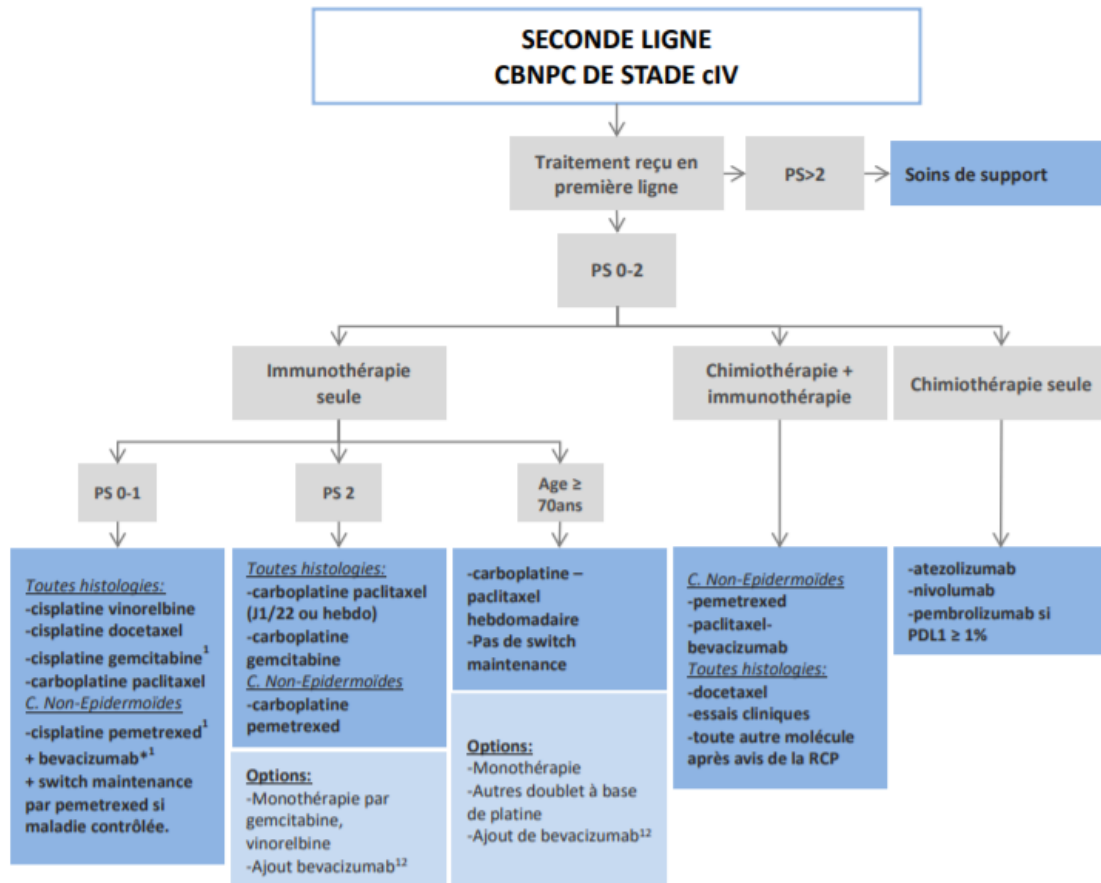 SECONDE LIGNE
CBNPC DE STADE cIV
Traitement reçu en
première ligne
PS>2
Soins de support
PS 0-2
Immunothérapie
seule
Chimiothérapie +
immunothérapie
Chimiothérapie seule
PS 0-1
PS 2
Age ≥
70ans
Toutes histologies:
-cisplatine vinorelbine
-cisplatine docetaxel
-cisplatine gemcitabine¹
-carboplatine paclitaxel
C. Non-Epidermoïdes
-cisplatine pemetrexed¹
+ bevacizumab*¹
+ switch maintenance
par pemetrexed si
maladie contrôlée.
Toutes histologies:
-carboplatine paclitaxel
(J1/22 ou hebdo)
-carboplatine
gemcitabine
C. Non-Epidermoïdes
-carboplatine
pemetrexed
Options:
-Monothérapie par
gemcitabine,
vinorelbine
-Ajout bevacizumab¹²
-carboplatine –
paclitaxel
hebdomadaire
-Pas de switch
maintenance
Options:
-Monothérapie
-Autres doublet à base
de platine
-Ajout de bevacizumab¹²
C. Non-Epidermoïdes
-pemetrexed
-paclitaxel-
bevacizumab
Toutes histologies:
-docetaxel
-essais cliniques
-toute autre molécule
après avis de la RCP
-atezolizumab
-nivolumab
-pembrolizumab si
PDL1 ≥ 1%